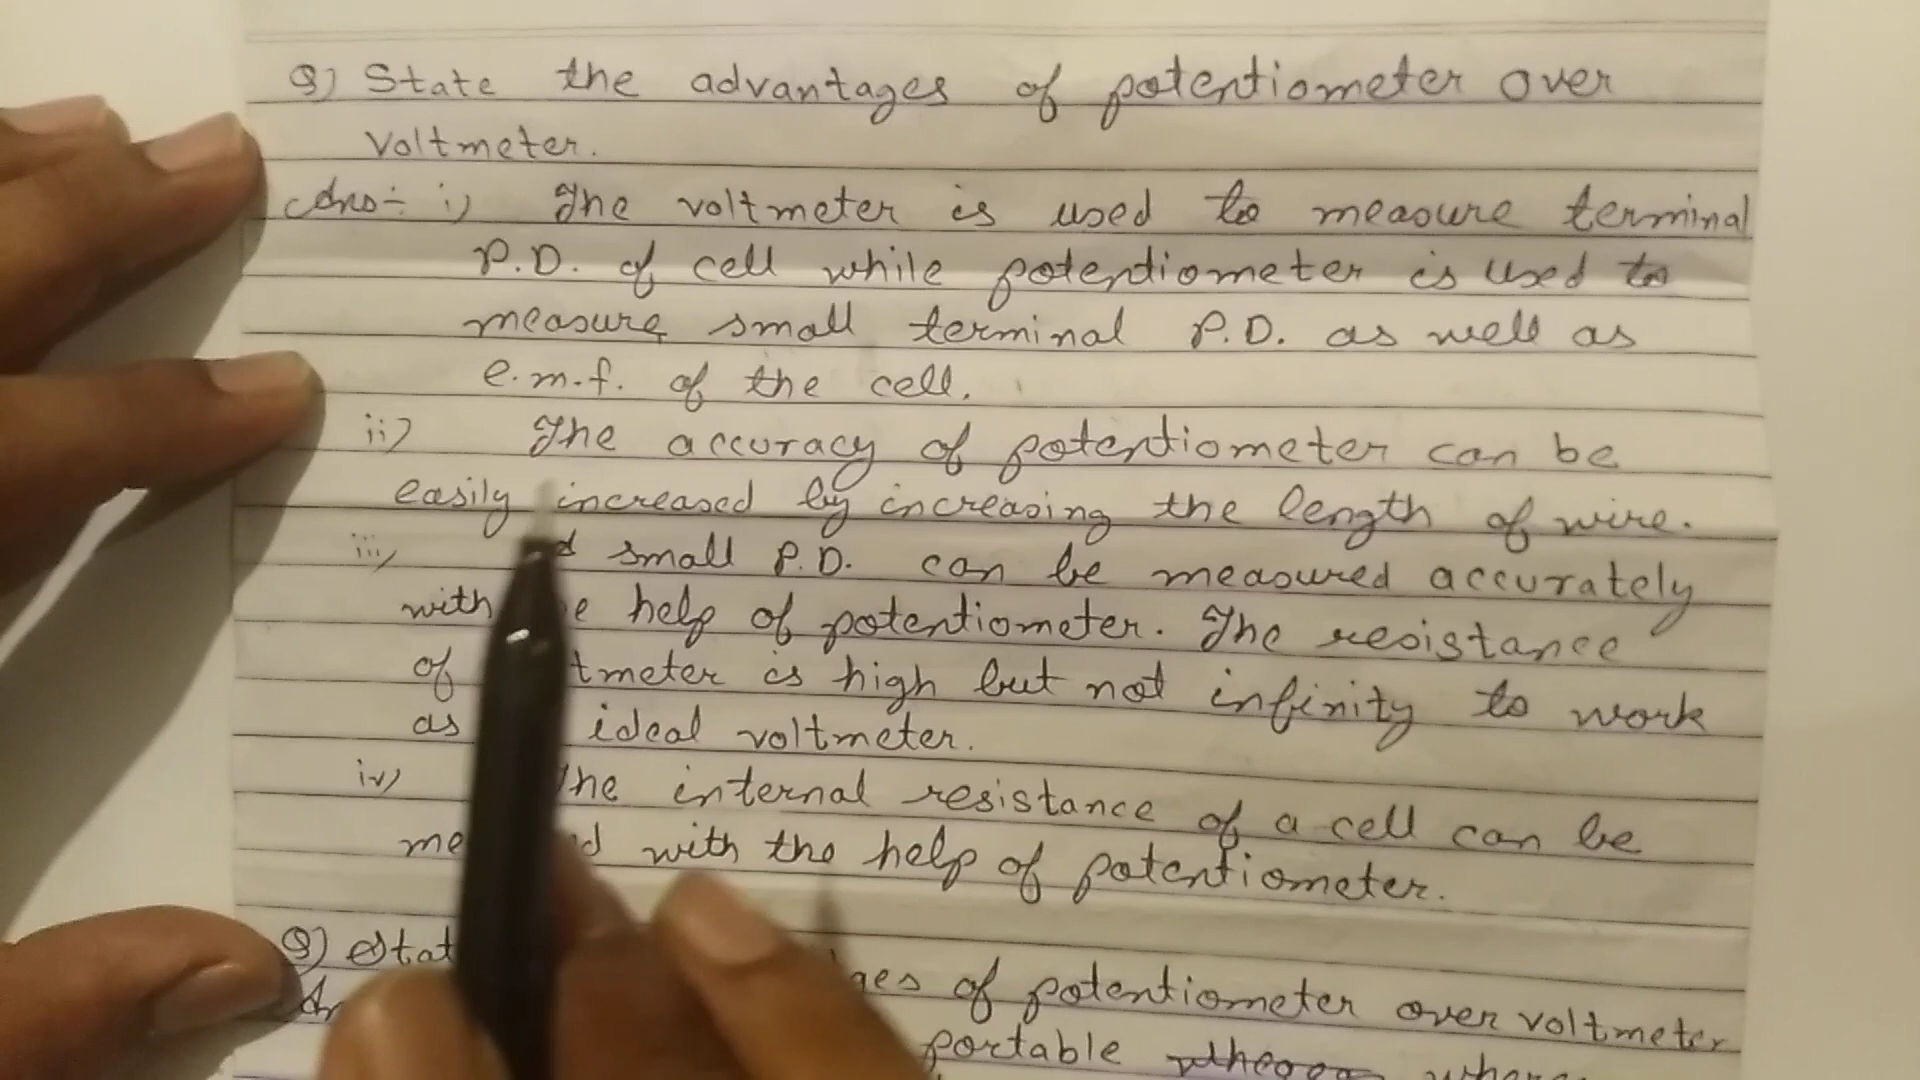 Q) State the advantages of potentiometer over
voltmeter.
Ans÷ i) The voltmeter is used to measure terminal
P.D. of cell while potentiometer is used to
measure small terminal P.D. as well as
e.m.f. of the cell.
ii) The accuracy of potentiometer can be
easily increased by increasing the length of wire.
iii) small P.D. can be measured accurately
with help of potentiometer. The resistance
of is high but not infinity to work
as ideal voltmeter.
iv) The internal resistance of a cell can be
with the help of potentiometer.
Q) of potentiometer over voltmeter
portable